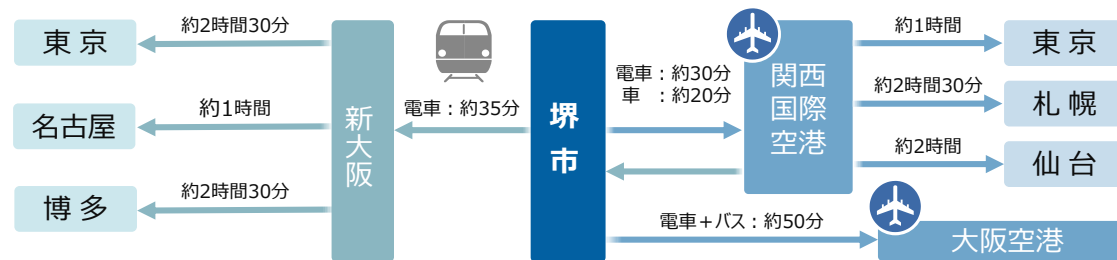 東京
約2時間30分
名古屋
約1時間
博多
約2時間30分
新大阪
電車：約35分
堺市
電車：約30分
車　：約20分
関西
国際
空港
約1時間
東京
約2時間30分
札幌
約2時間
仙台
電車＋バス：約50分
大阪空港